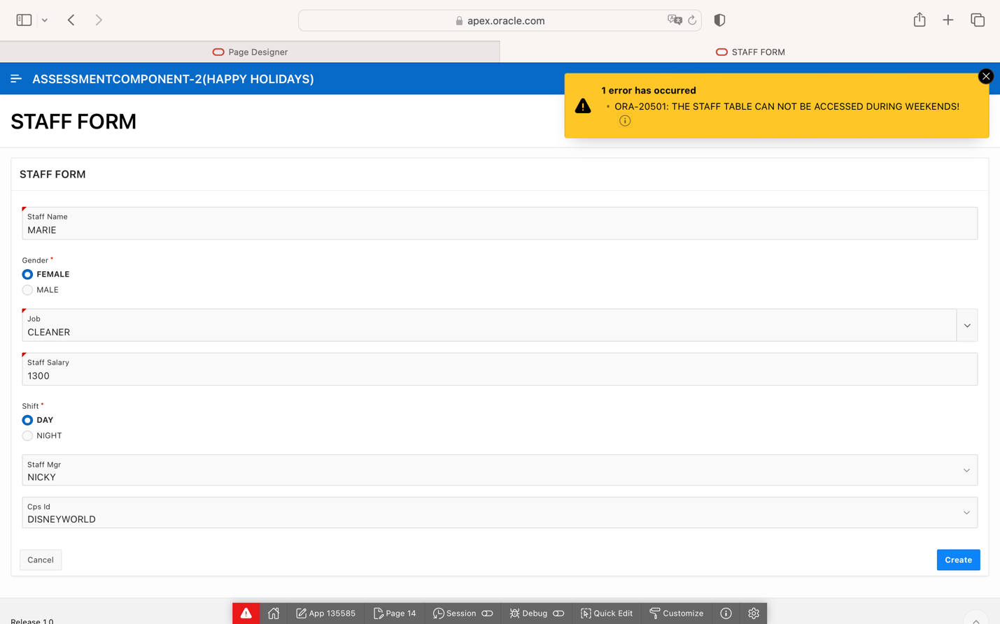 apex.oracle.com
Page Designer
STAFF FORM
ASSESSMENTCOMPONENT-2(HAPPY HOLIDAYS)
1 error has occurred
• ORA-20501: THE STAFF TABLE CAN NOT BE ACCESSED DURING WEEKENDS!
STAFF FORM
STAFF FORM
Staff Name
MARIE
Gender *
FEMALE
MALE
Job
CLEANER
Staff Salary
1300
Shift *
DAY
NIGHT
Staff Mgr
NICKY
Cps Id
DISNEYWORLD
Cancel
Create
App 135585
Page 14
Session
Debug
Quick Edit
Customize
Release 1.0